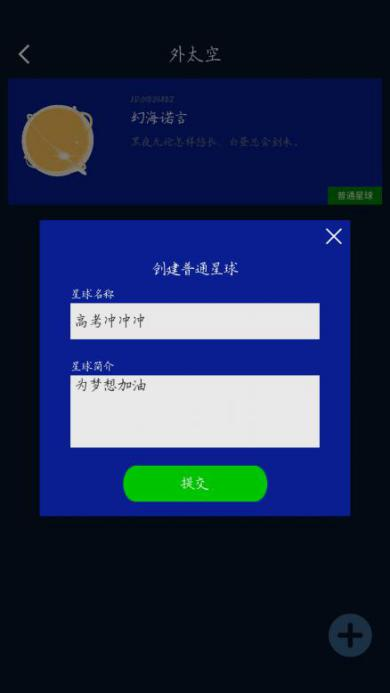 外太空
幻海诺言
黑夜无论怎样悠长，白昼总会到来。
普通星球
创建普通星球
星球名称
高考冲冲冲
星球简介
为梦想加油
提交